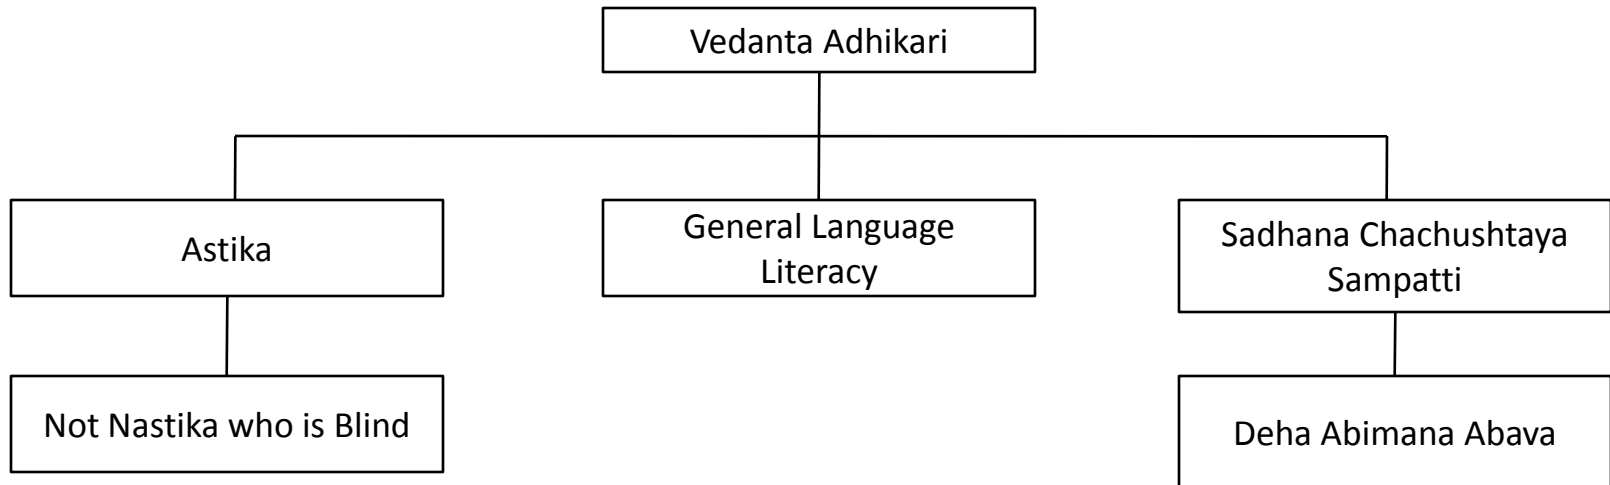 Vedanta Adhikari
Astika
General Language
Literacy
Sadhana Chachushtaya
Sampatti
Not Nastika who is Blind
Deha Abimana Abava